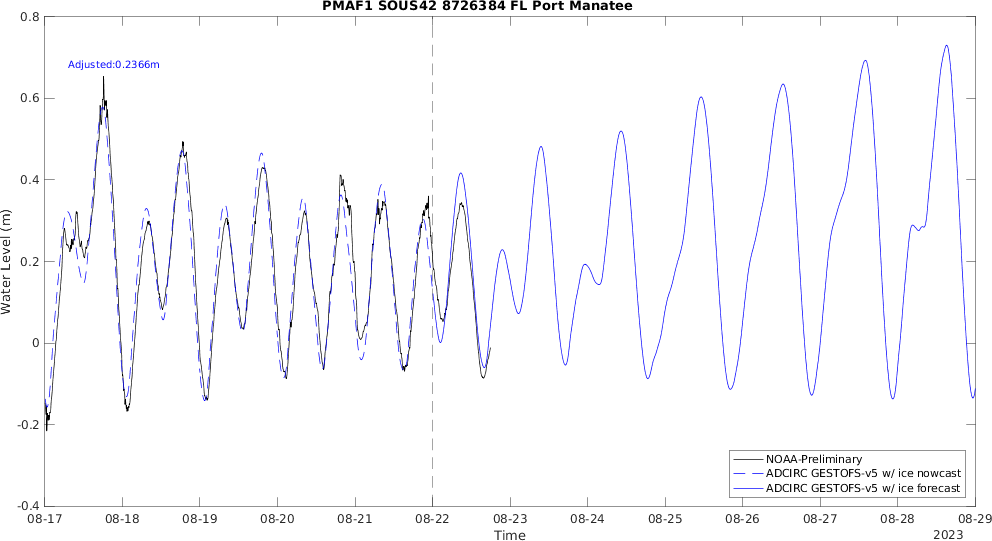 PMAF1 SOUS42 8726384 FL Port Manatee
0.8
Adjusted:0.2366m
0.6
0.4
0.2
0
-0.2
-0.4
Water Level (m)
NOAA-Preliminary
ADCIRC GESTOFS-v5 w/ ice nowcast
ADCIRC GESTOFS-v5 w/ ice forecast
08-17 08-18 08-19 08-20 08-21 08-22 08-23 08-24 08-25 08-26 08-27 08-28 08-29
Time
2023